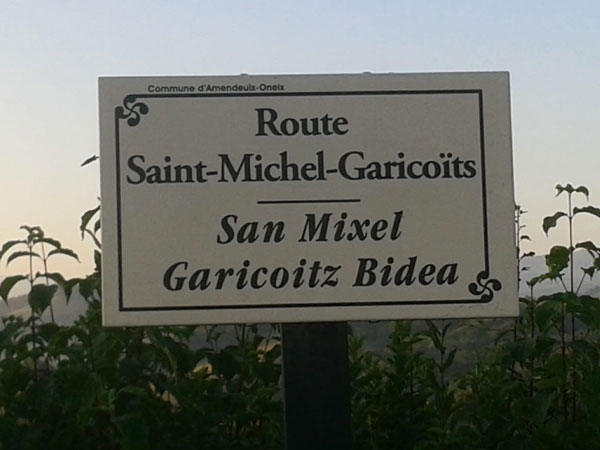 Commune d'Amendeuix-Oneix
Route
Saint-Michel-Garicoïts
San Mixel
Garicoitz Bidea